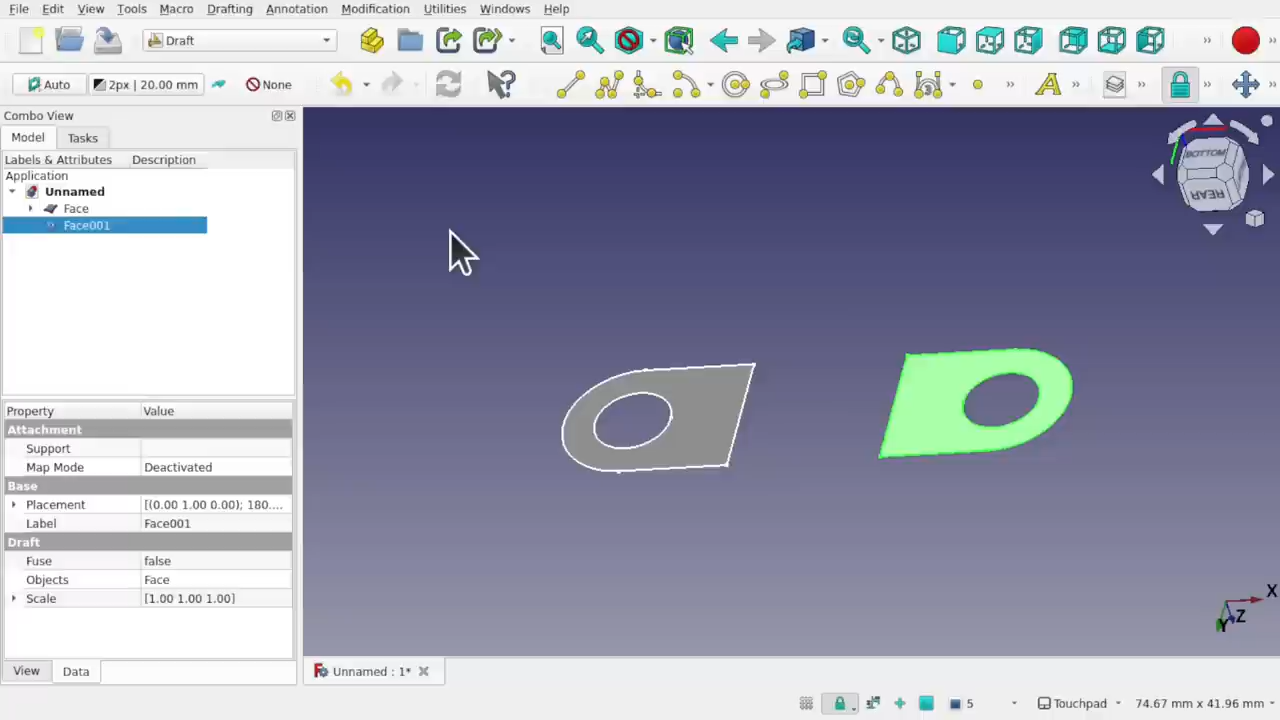 File Edit View Tools Macro Drafting Annotation Modification Utilities Windows Help
Draft
Auto 2px | 20.00 mm None
Combo View
Model Tasks
Labels & Attributes Description
Application
Unnamed
Face
Face001
Property Value
Attachment
Support
Map Mode Deactivated
Base
Placement [(0.00 1.00 0.00); 180....
Label Face001
Draft
Fuse false
Objects Face
Scale [1.00 1.00 1.00]
View Data
BOTTOM
REAR
X
Y Z
Unnamed : 1*
5 Touchpad 74.67 mm x 41.96 mm